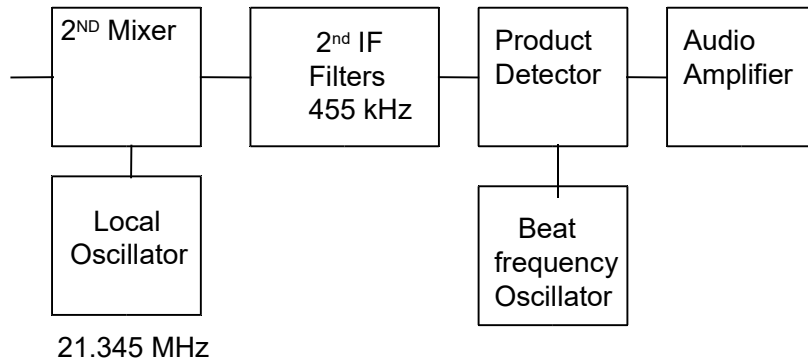 2ND Mixer
2nd IF
Filters
455 kHz
Product
Detector
Audio
Amplifier
Local
Oscillator
Beat
frequency
Oscillator
21.345 MHz